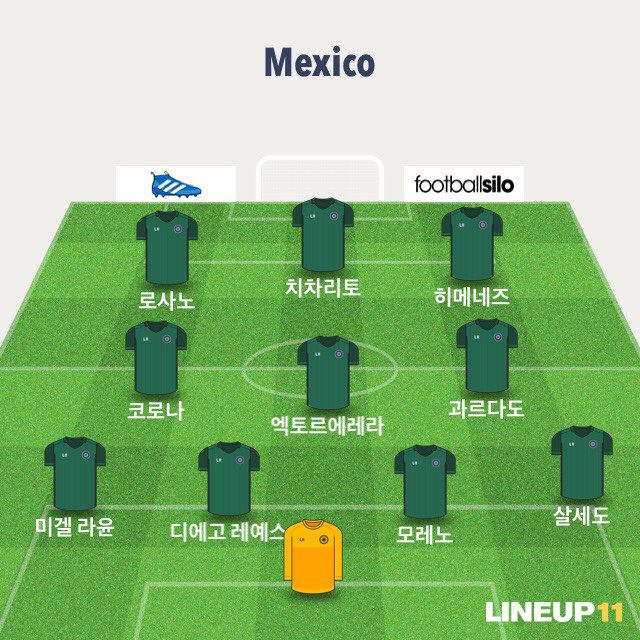 Mexico
footballsilo
로사노
치차리토
히메네즈
코로나
엑토르에레라
과르다도
미겔 라윤
디에고 레예스
모레노
살세도
LINEUP11